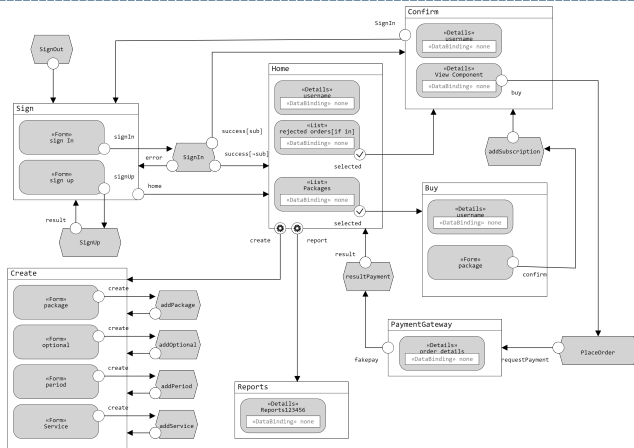 Confirm
SignIn
«Details»
username
«DataBinding» none
«Details»
View Component
«DataBinding» none
buy
SignOut
Home
«Details»
username
«DataBinding» none
«List»
rejected orders[if in]
«DataBinding» none
selected
«List»
Packages
«DataBinding» none
selected
Sign
«Form»
sign In
signIn
«Form»
sign up
signUp
error
SignIn
success[sub]
success[¬sub]
home
result
SignUp
addSubscription
Buy
«Details»
username
«DataBinding» none
«Form»
package
confirm
create
report
result
resultPayment
Create
«Form»
package
create
addPackage
«Form»
optional
create
addOptional
«Form»
period
create
addPeriod
«Form»
Service
create
addService
PaymentGateway
«Details»
order details
«DataBinding» none
fakepay
requestPayment
PlaceOrder
Reports
«Details»
Reports123456
«DataBinding» none